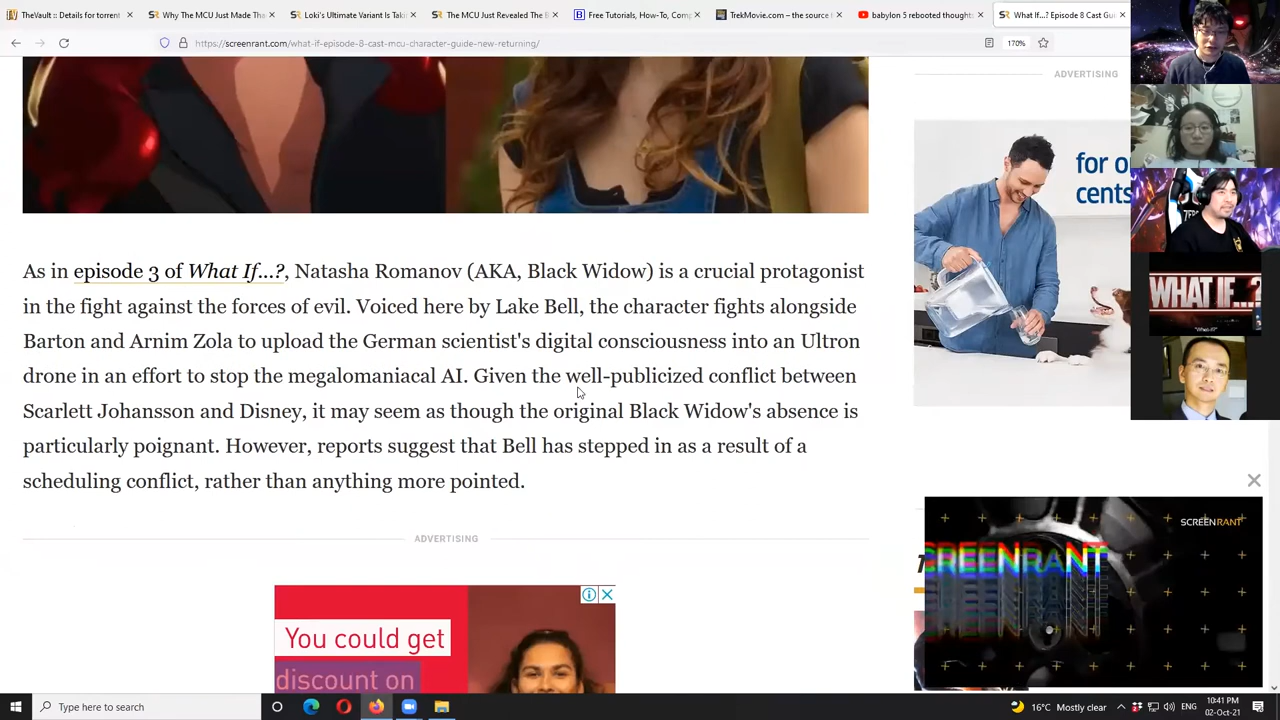 TheVault :: Details for torrent
Why The MCU Just Made Tha
Loki's Ultimate Variant Is Taki
The MCU Just Revealed The B
Free Tutorials, How-To, Comp
TrekMovie.com – the source f
babylon 5 rebooted thoughts
What If...? Episode 8 Cast Gui
https://screenrant.com/what-if-episode-8-cast-mcu-character-guide-new-returning/
170%
ADVERTISING
for o
cents
WHAT IF...?
As in episode 3 of What If...?, Natasha Romanov (AKA, Black Widow) is a crucial protagonist
in the fight against the forces of evil. Voiced here by Lake Bell, the character fights alongside
Barton and Arnim Zola to upload the German scientist's digital consciousness into an Ultron
drone in an effort to stop the megalomaniacal AI. Given the well-publicized conflict between
Scarlett Johansson and Disney, it may seem as though the original Black Widow's absence is
particularly poignant. However, reports suggest that Bell has stepped in as a result of a
scheduling conflict, rather than anything more pointed.
ADVERTISING
You could get
discount on
SCREENRANT
CREENRANT
Type here to search
16°C Mostly clear
ENG
10:41 PM
02-Oct-21